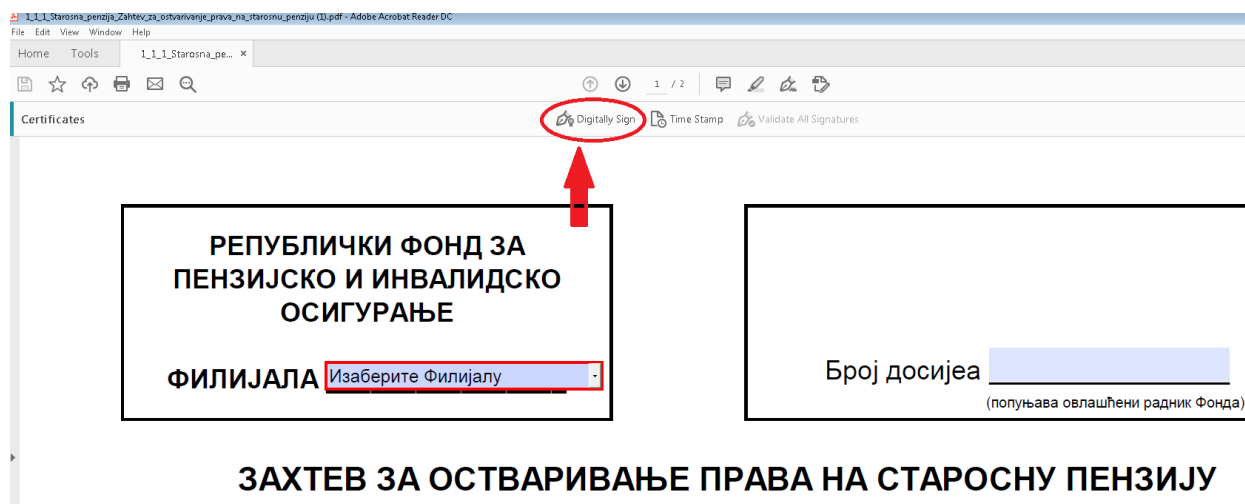 1_1_1_Starosna_penzija_Zahtev_za_ostvarivanje_prava_na_starosnu_penziju (1).pdf - Adobe Acrobat Reader DC
File Edit View Window Help
Home Tools 1_1_1_Starosna_pe... ×
1 / 2
Certificates Digitally Sign Time Stamp Validate All Signatures
РЕПУБЛИЧКИ ФОНД ЗА
ПЕНЗИЈСКО И ИНВАЛИДСКО
ОСИГУРАЊЕ
ФИЛИЈАЛА Изаберите Филијалу
Број досијеа
(попуњава овлашћени радник Фонда)
ЗАХТЕВ ЗА ОСТВАРИВАЊЕ ПРАВА НА СТАРОСНУ ПЕНЗИЈУ